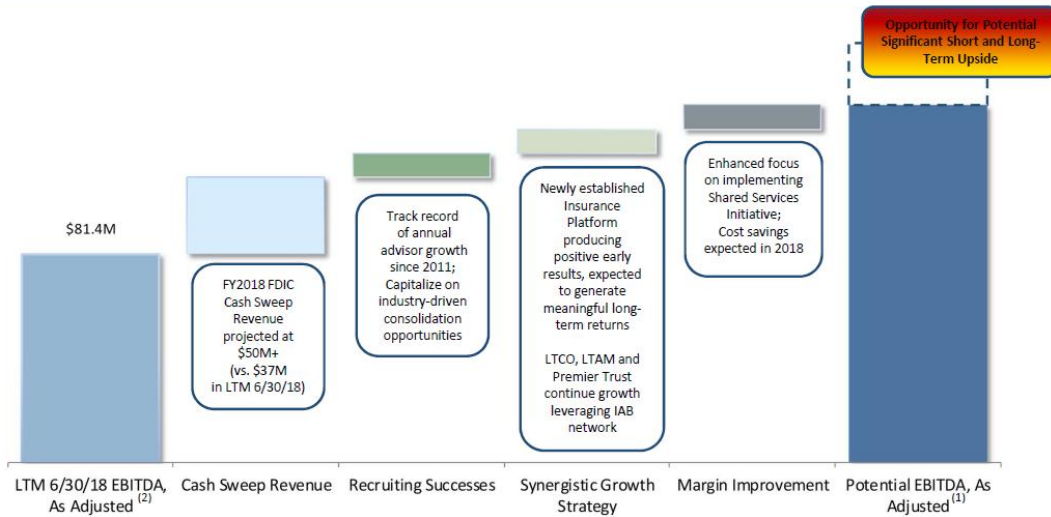 Opportunity for Potential
Significant Short and Long-
Term Upside
$81.4M
FY2018 FDIC
Cash Sweep
Revenue
projected at
$50M+
(vs. $37M
in LTM 6/30/18)
Track record
of annual
advisor growth
since 2011;
Capitalize on
industry-driven
consolidation
opportunities
Newly established
Insurance
Platform
producing
positive early
results, expected
to generate
meaningful long-
term returns
LTCO, LTAM and
Premier Trust
continue growth
leveraging IAB
network
Enhanced focus
on implementing
Shared Services
Initiative;
Cost savings
expected in 2018
LTM 6/30/18 EBITDA,
As Adjusted (2)
Cash Sweep Revenue
Recruiting Successes
Synergistic Growth
Strategy
Margin Improvement
Potential EBITDA, As
Adjusted(1)